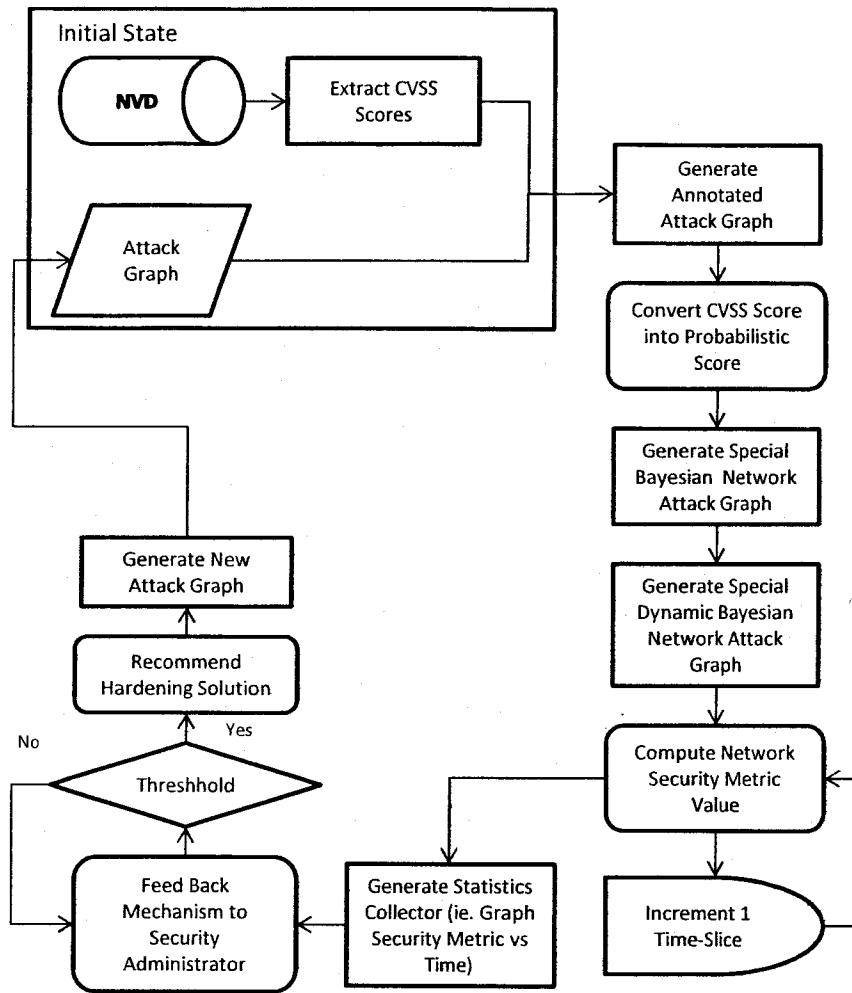 Initial State
NVD
Extract CVSS
Scores
Attack
Graph
Generate
Annotated
Attack Graph
Convert CVSS Score
into Probabilistic
Score
Generate Special
Bayesian Network
Attack Graph
Generate Special
Dynamic Bayesian
Network Attack
Graph
Compute Network
Security Metric
Value
Increment 1
Time-Slice
Generate Statistics
Collector (ie. Graph
Security Metric vs
Time)
Feed Back
Mechanism to
Security
Administrator
Threshhold
No
Yes
Recommend
Hardening Solution
Generate New
Attack Graph